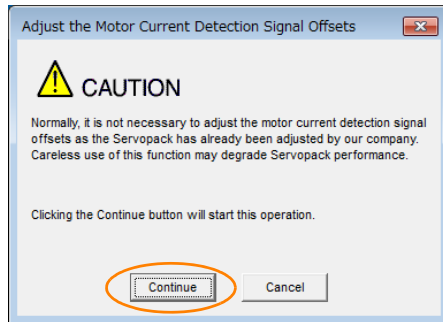 Adjust the Motor Current Detection Signal Offsets
CAUTION
Normally, it is not necessary to adjust the motor current detection signal
offsets as the Servopack has already been adjusted by our company.
Careless use of this function may degrade Servopack performance.
Clicking the Continue button will start this operation.
Continue
Cancel